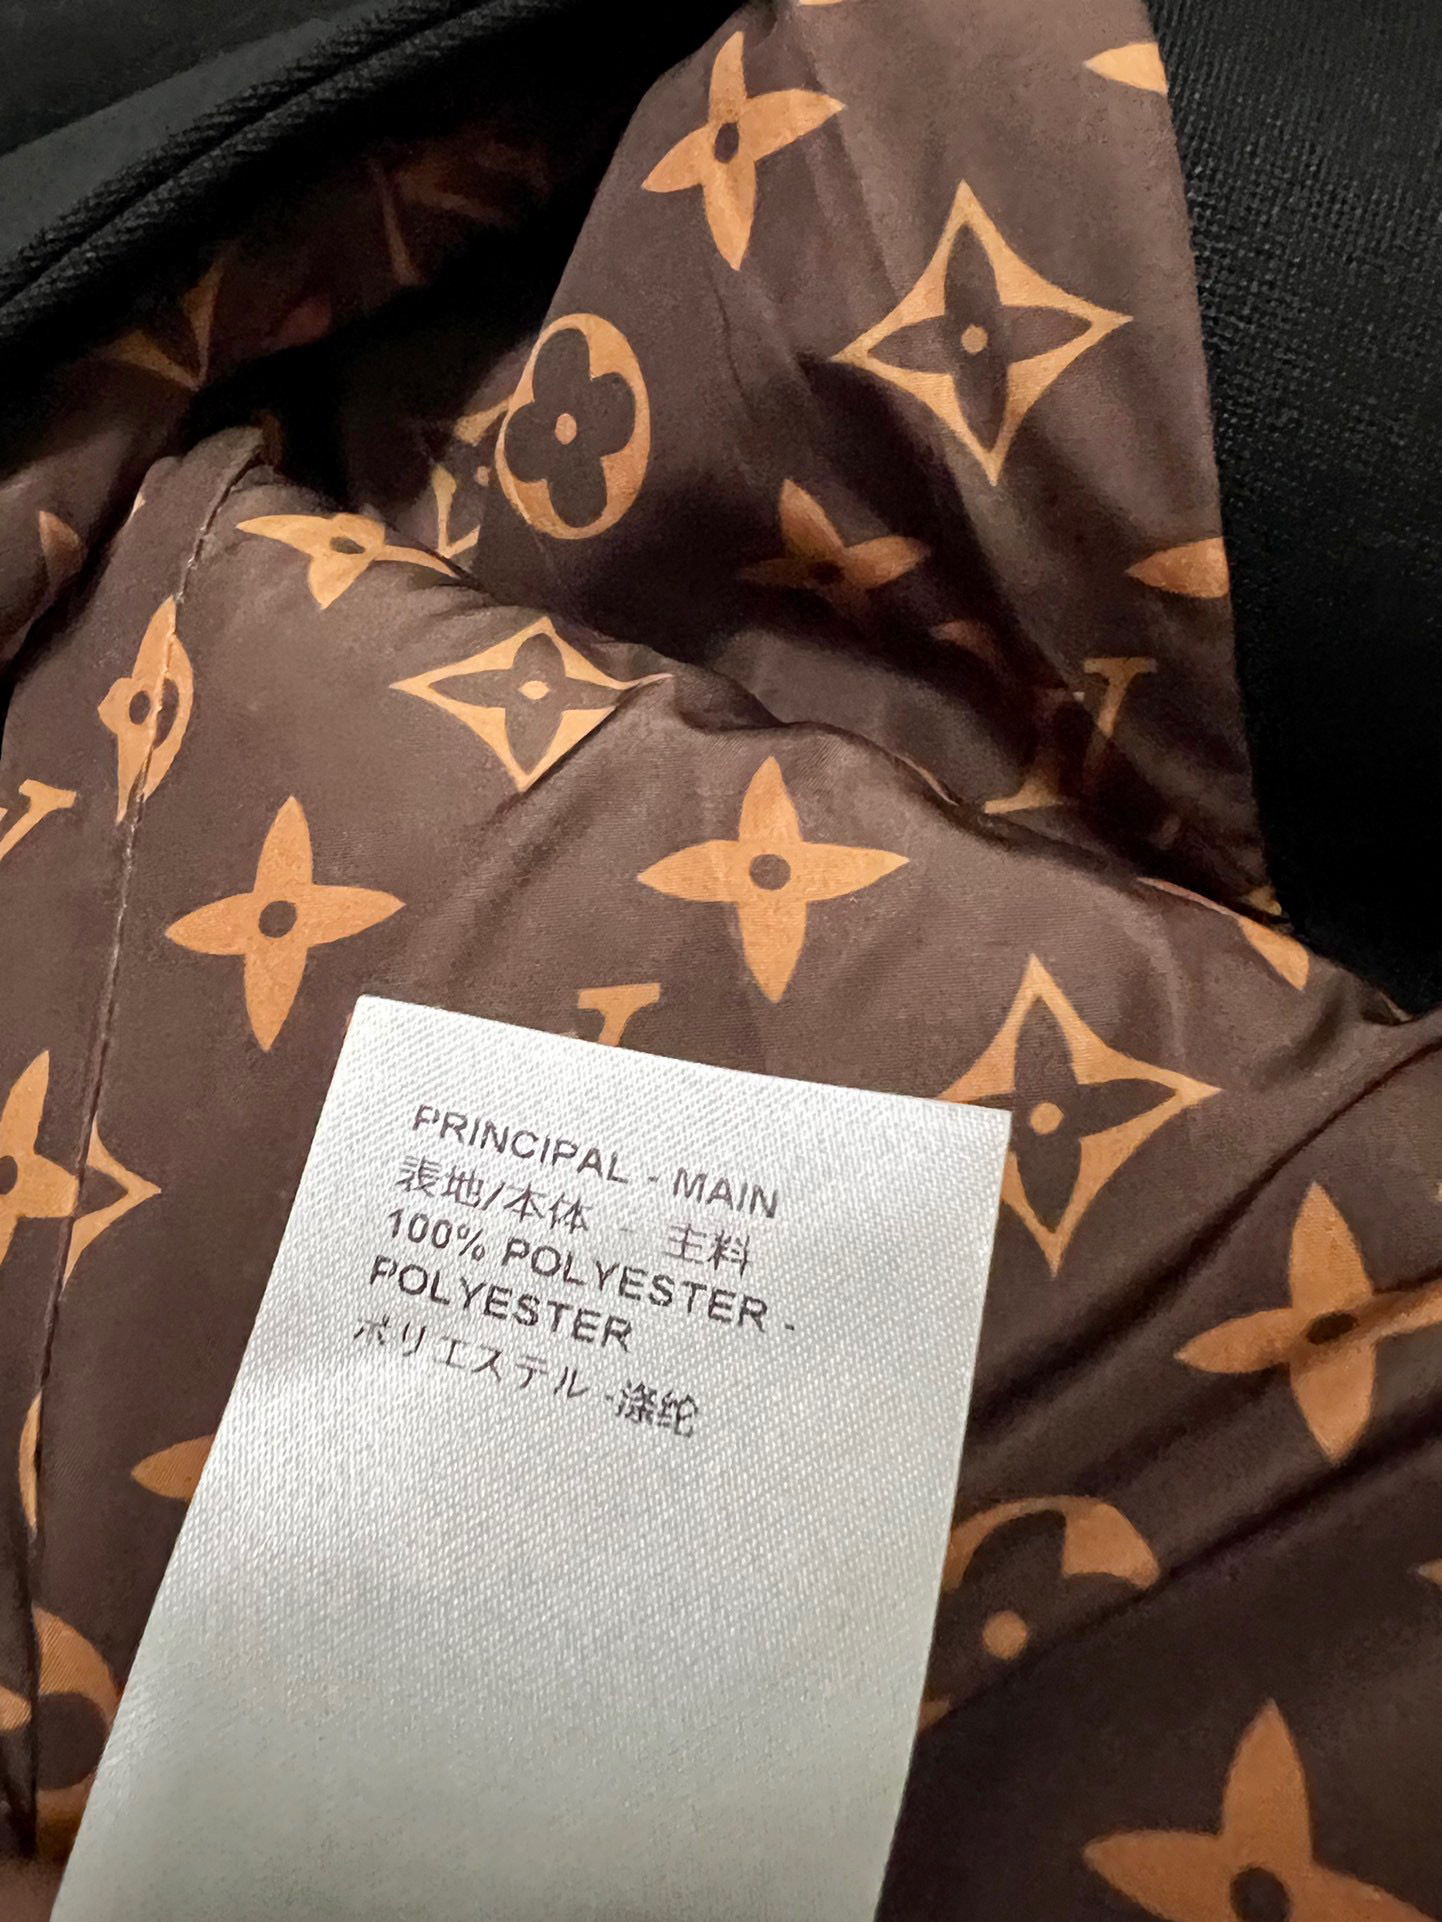 PRINCIPAL - MAIN
表地/本体 - 主料
100% POLYESTER -
POLYESTER
ポリエステル -涤纶